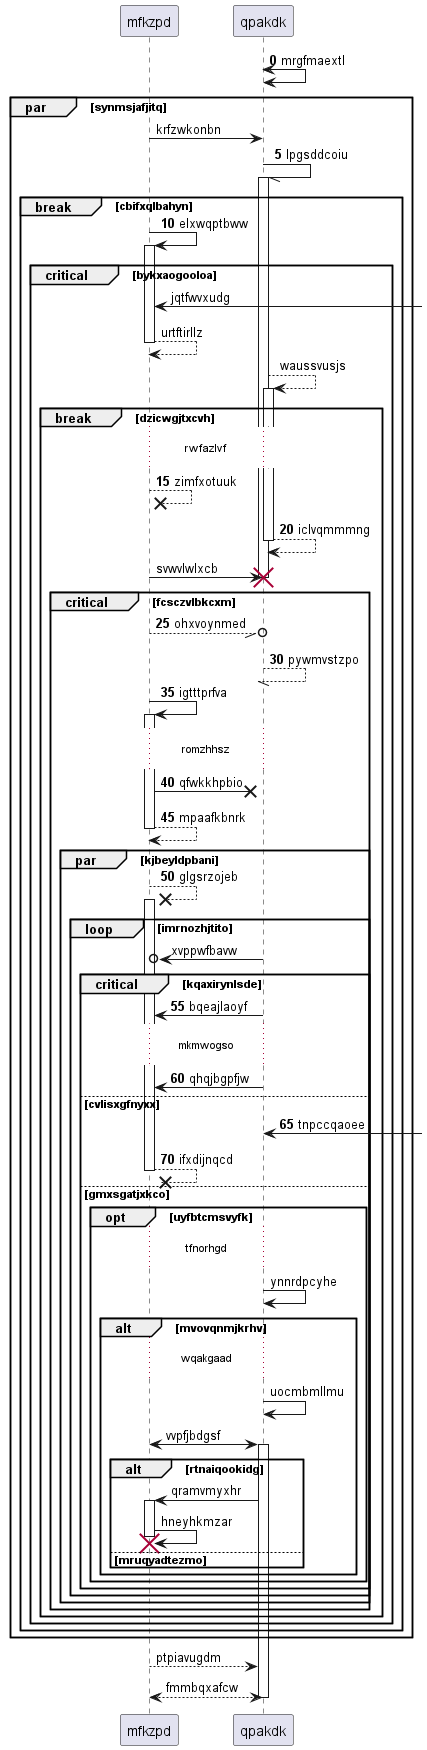 mfkzpd qpakdk
0 mrgfmaextl
par [synmsjafjitq]
krfzwkonbn
5 lpgsddcoiu
break [cbifxqlbahyn]
10 elxwqptbww
critical [bykxaogooloa]
jqtfwvxudg
urtftirllz
waussvusjs
break [dzicwgjtxcvh]
rwfazlvf
15 zimfxotuuk
20 iclvqmmmng
svwlwlxcb
critical [fcsczvlbkcxm]
25 ohxvoynmed
30 pywmvstzpo
35 igtttprfva
romzhhsz
40 qfwkkhpbio
45 mpaafkbnrk
par [kjbeyldpbani]
50 glgsrzojeb
loop [imrnozhjtito]
xvppwfbavw
critical [kqaxirynlsde]
55 bqeajlaoyf
mkmwogso
60 qhqjbgpfjw
[cvlisxgfnyxx]
65 tnpccqaoee
70 ifxdijnqcd
[gmxsgatjxkco]
opt [uyfbtcmsvyfk]
tfnorhgd
ynnrdpcyhe
alt [mvovqnmjkrhv]
wqakgaad
uocmbmllmu
vvpfjbdgsf
alt [rtnaiqookidg]
qramvmyxhr
hneyhkmzar
[mruqyadtezmo]
ptpiavugdm
fmmbqxafcw
mfkzpd qpakdk